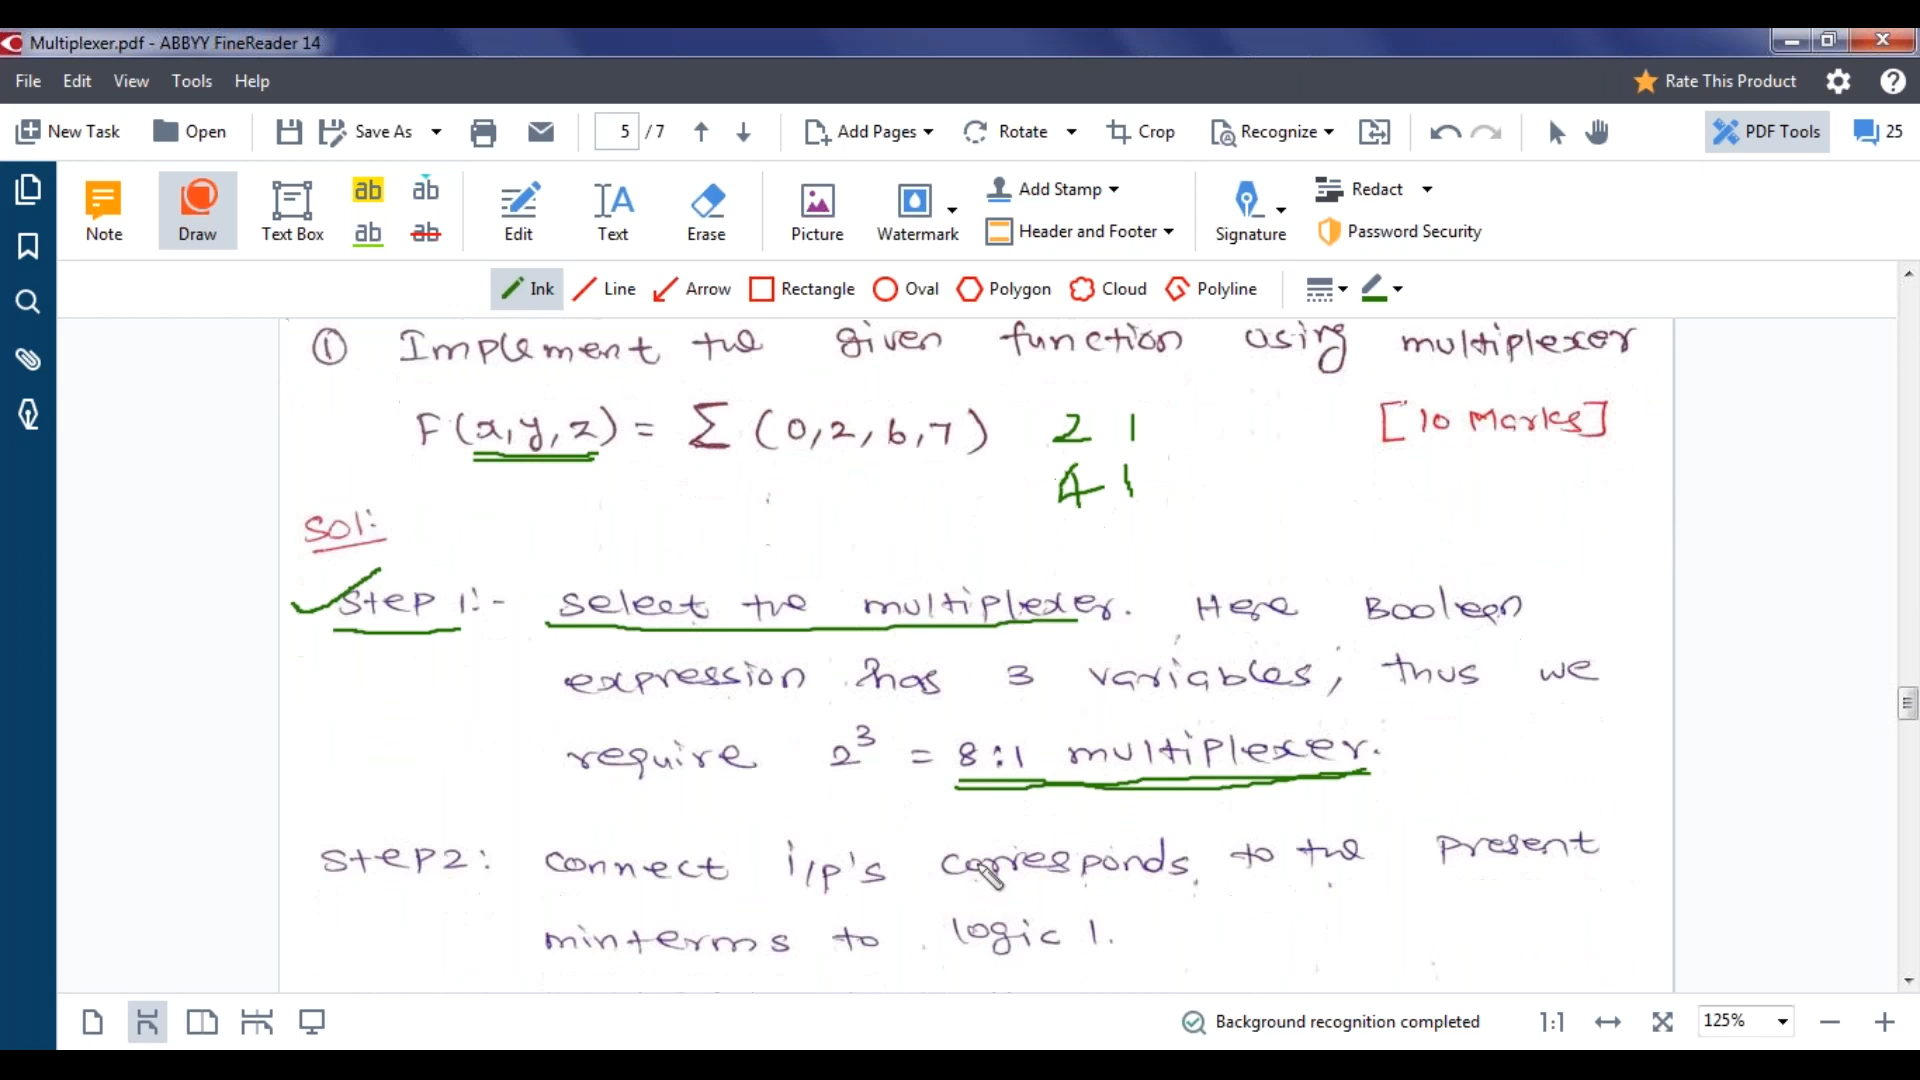 Multiplexer.pdf - ABBYY FineReader 14
File Edit View Tools Help Rate This Product
New Task Open Save As 5 / 7 Add Pages Rotate Crop Recognize PDF Tools 25
Note Draw Text Box ab ab ab ab Edit Text Erase Picture Watermark Add Stamp Header and Footer Signature Redact Password Security
Ink Line Arrow Rectangle Oval Polygon Cloud Polyline
① Implement the given function using multiplexer
F(x,y,z) = Σ (0,2,6,7) 2 1 [10 Marks]
4 1
Sol:
Step 1:- select the multiplexer. Here Boolean
expression has 3 variables, thus we
require 2³ = 8:1 multiplexer.
Step2: connect i/p's corresponds to the present
minterms to logic 1.
Background recognition completed 1:1 125%